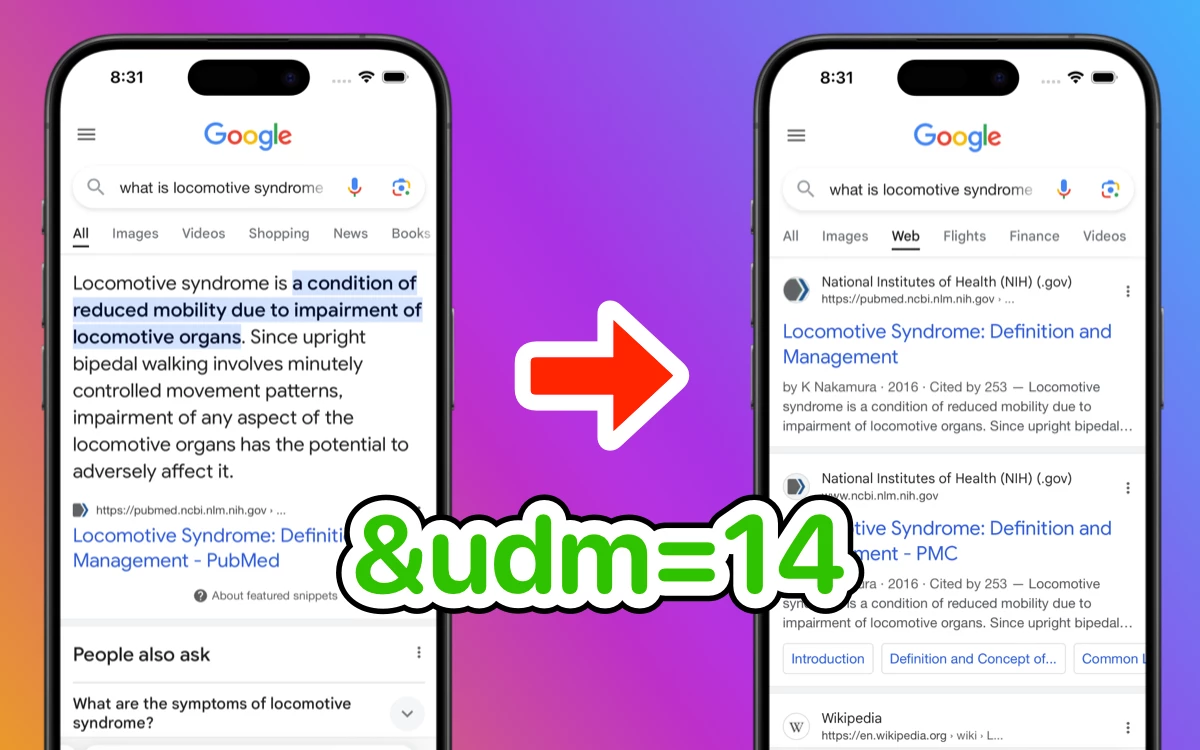 8:31
Google
what is locomotive syndrome
All Images Videos Shopping News Books
Locomotive syndrome is a condition of
reduced mobility due to impairment of
locomotive organs. Since upright
bipedal walking involves minutely
controlled movement patterns,
impairment of any aspect of the
locomotive organs has the potential to
adversely affect it.
https://pubmed.ncbi.nlm.nih.gov › ...
Locomotive Syndrome: Definiti
Management - PubMed
About featured snippets
People also ask
What are the symptoms of locomotive
syndrome?
&udm=14
8:31
Google
what is locomotive syndrome
All Images Web Flights Finance Videos
National Institutes of Health (NIH) (.gov)
https://pubmed.ncbi.nlm.nih.gov › ...
Locomotive Syndrome: Definition and
Management
by K Nakamura · 2016 · Cited by 253 — Locomotive
syndrome is a condition of reduced mobility due to
impairment of locomotive organs. Since upright bipedal...
National Institutes of Health (NIH) (.gov)
www.ncbi.nlm.nih.gov
tive Syndrome: Definition and
ment - PMC
ura · 2016 · Cited by 253 — Locomotive
is a condition of reduced mobility due to
impairment of locomotive organs. Since upright bipedal...
Introduction Definition and Concept of... Common
W Wikipedia
https://en.wikipedia.org › wiki › L...